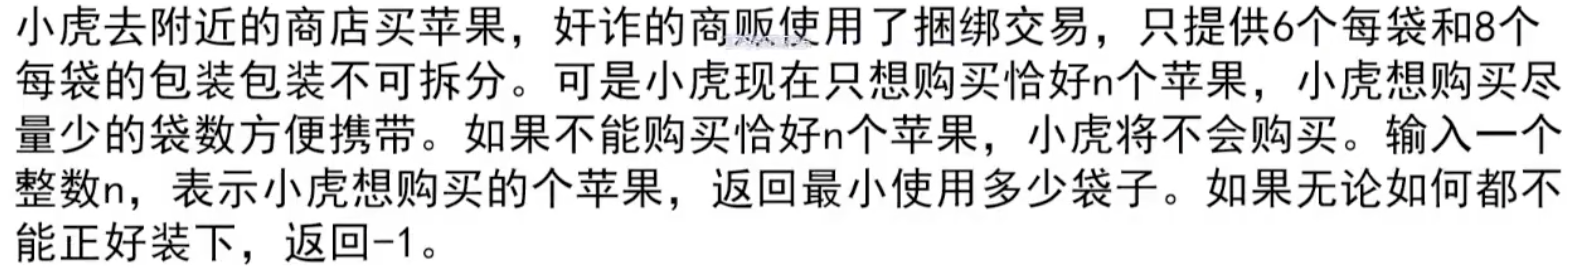 小虎去附近的商店买苹果，奸诈的商贩使用了捆绑交易，只提供6个每袋和8个
每袋的包装包装不可拆分。可是小虎现在只想购买恰好n个苹果，小虎想购买尽
量少的袋数方便携带。如果不能购买恰好n个苹果，小虎将不会购买。输入一个
整数n，表示小虎想购买的个苹果，返回最小使用多少袋子。如果无论如何都不
能正好装下，返回-1。